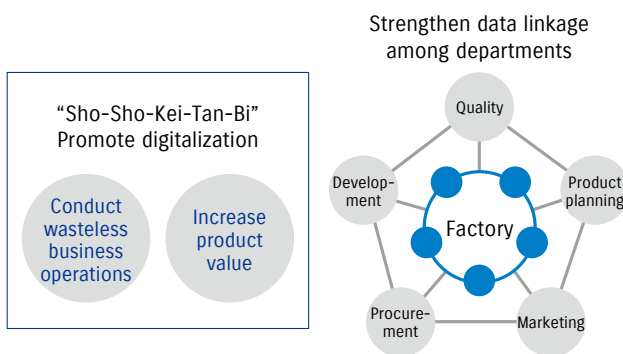 Strengthen data linkage
among departments
“Sho-Sho-Kei-Tan-Bi”
Promote digitalization
Conduct
wasteless
business
operations
Increase
product
value
Quality
Develop-
ment
Product
planning
Factory
Procure-
ment
Marketing